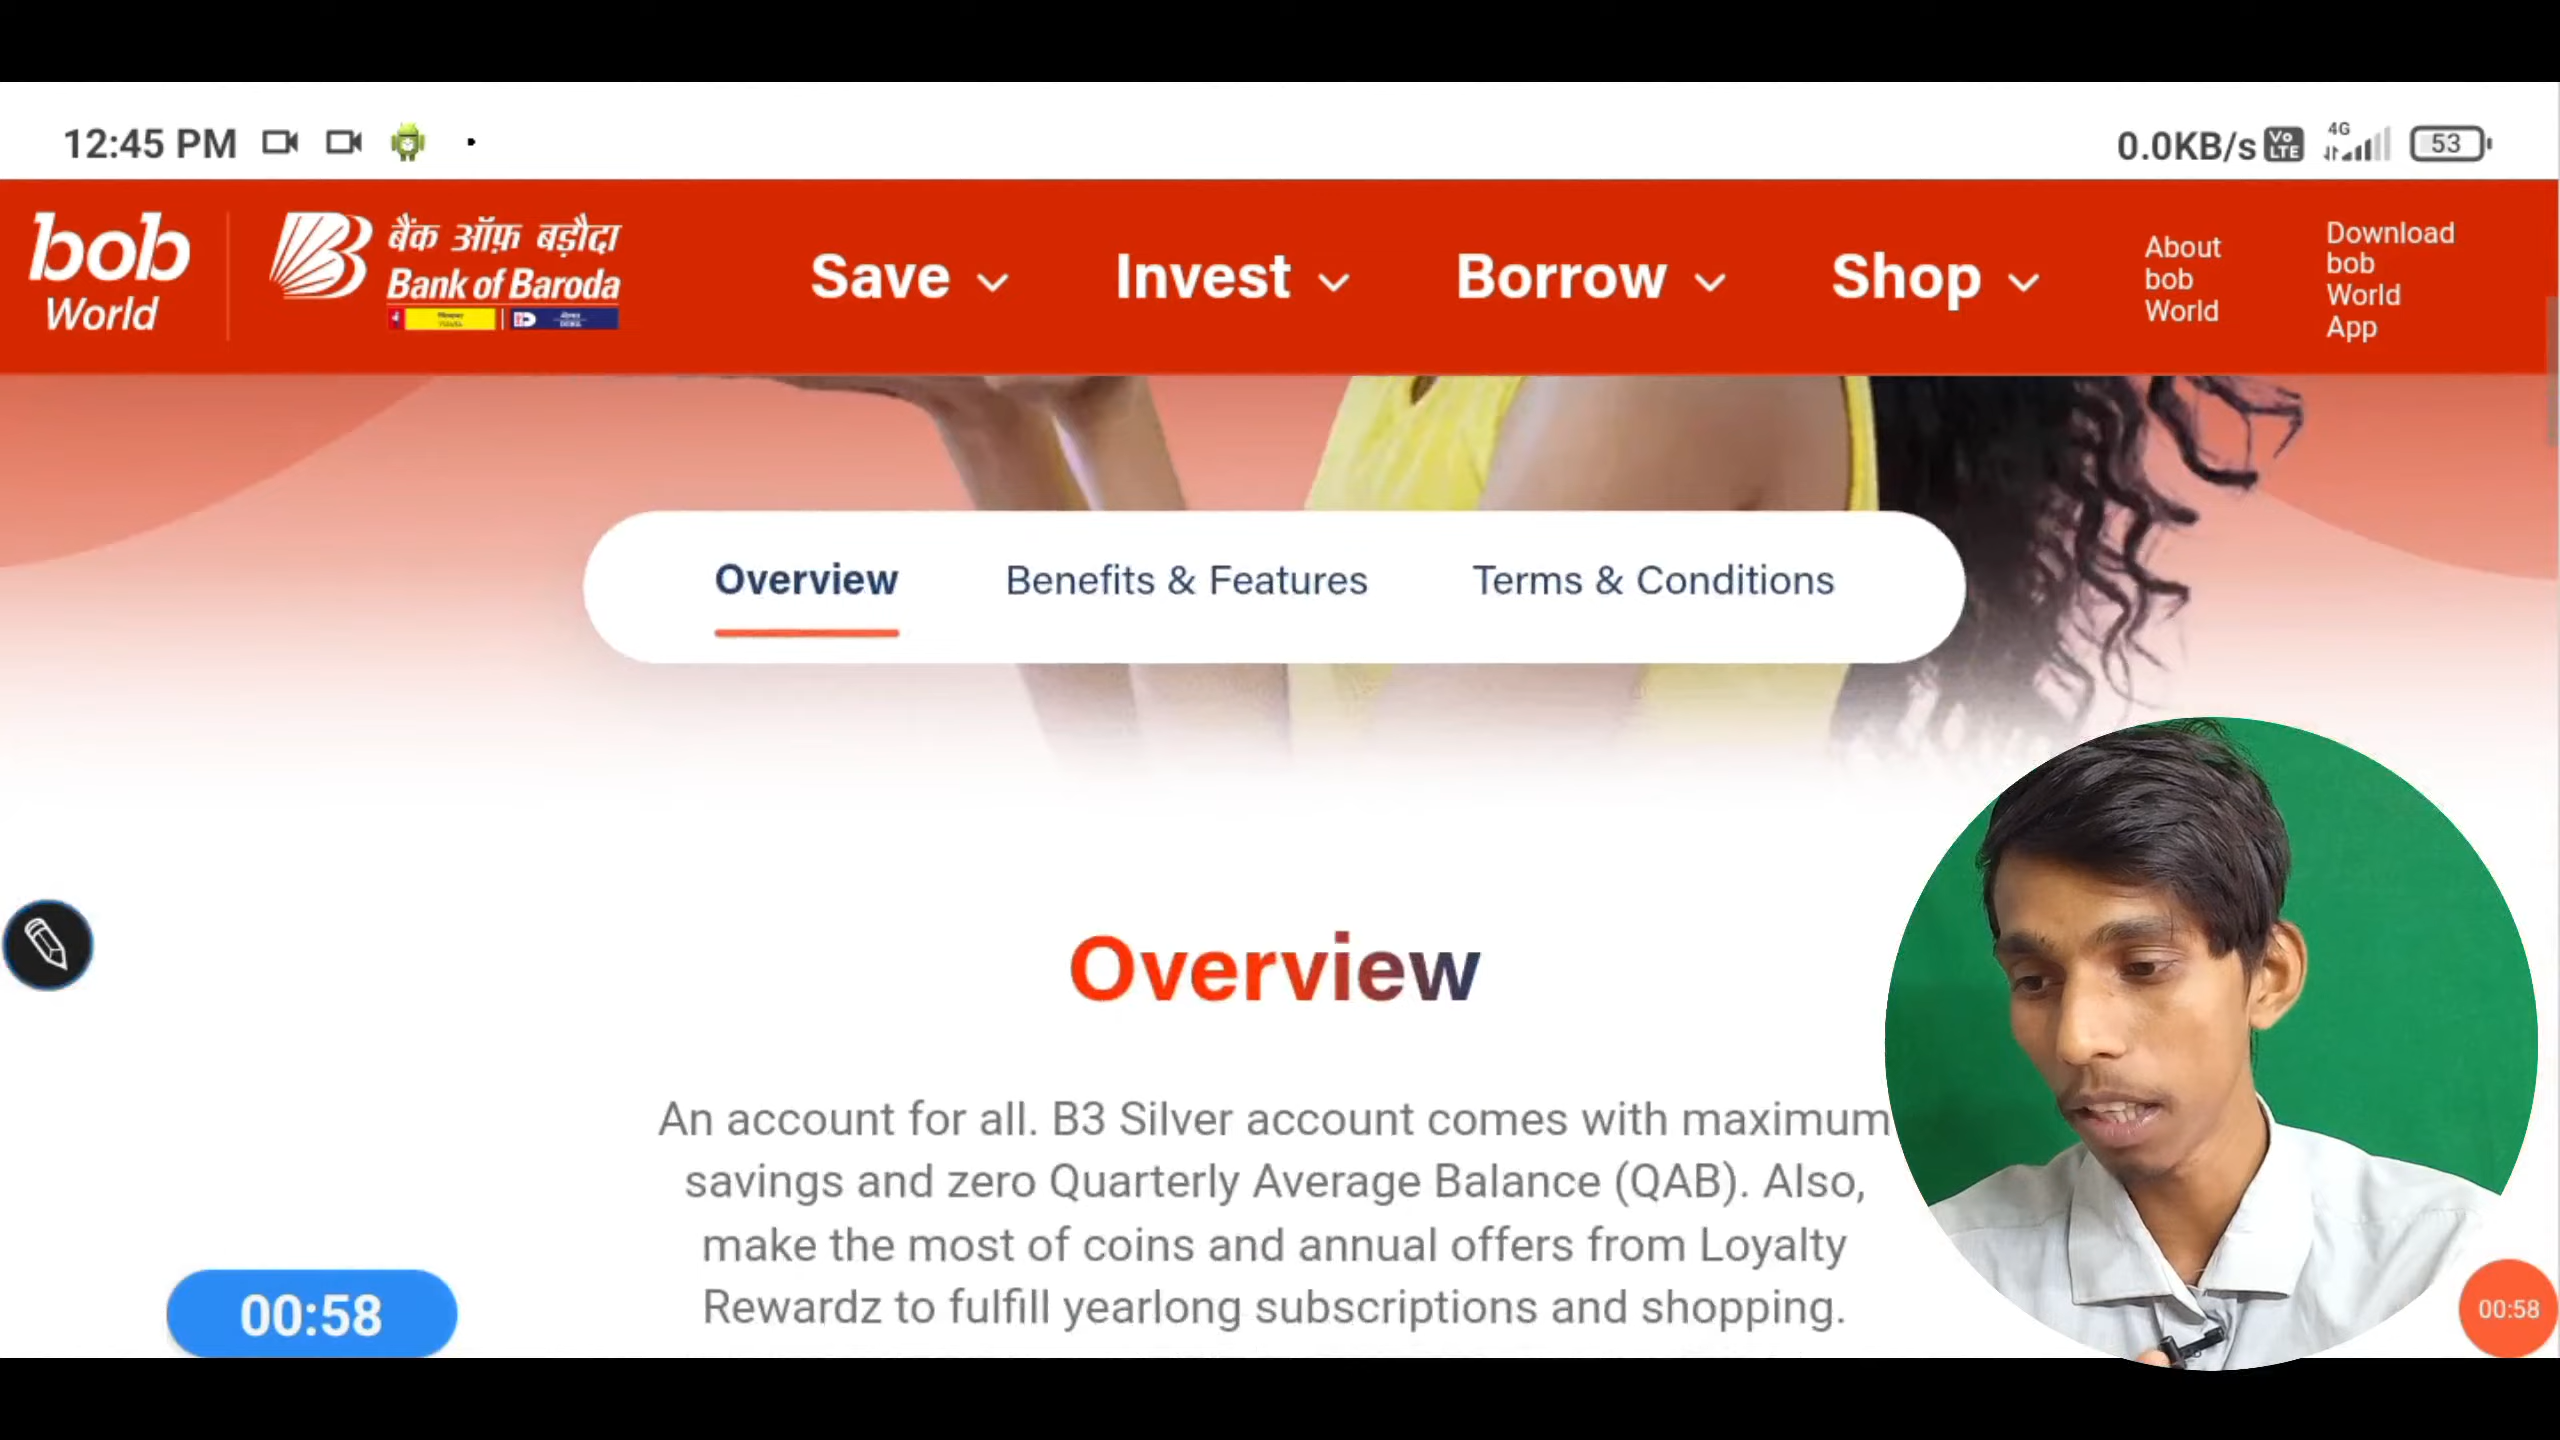 12:45 PM
0.0KB/s
Vo
LTE
4G
53
bob
World
बैंक ऑफ़ बड़ौदा
Bank of Baroda
Save
Invest
Borrow
Shop
About
bob
World
Download
bob
World
App
Overview
Benefits & Features
Terms & Conditions
Overview
An account for all. B3 Silver account comes with maximum
savings and zero Quarterly Average Balance (QAB). Also,
make the most of coins and annual offers from Loyalty
Rewardz to fulfill yearlong subscriptions and shopping.
00:58
00:58